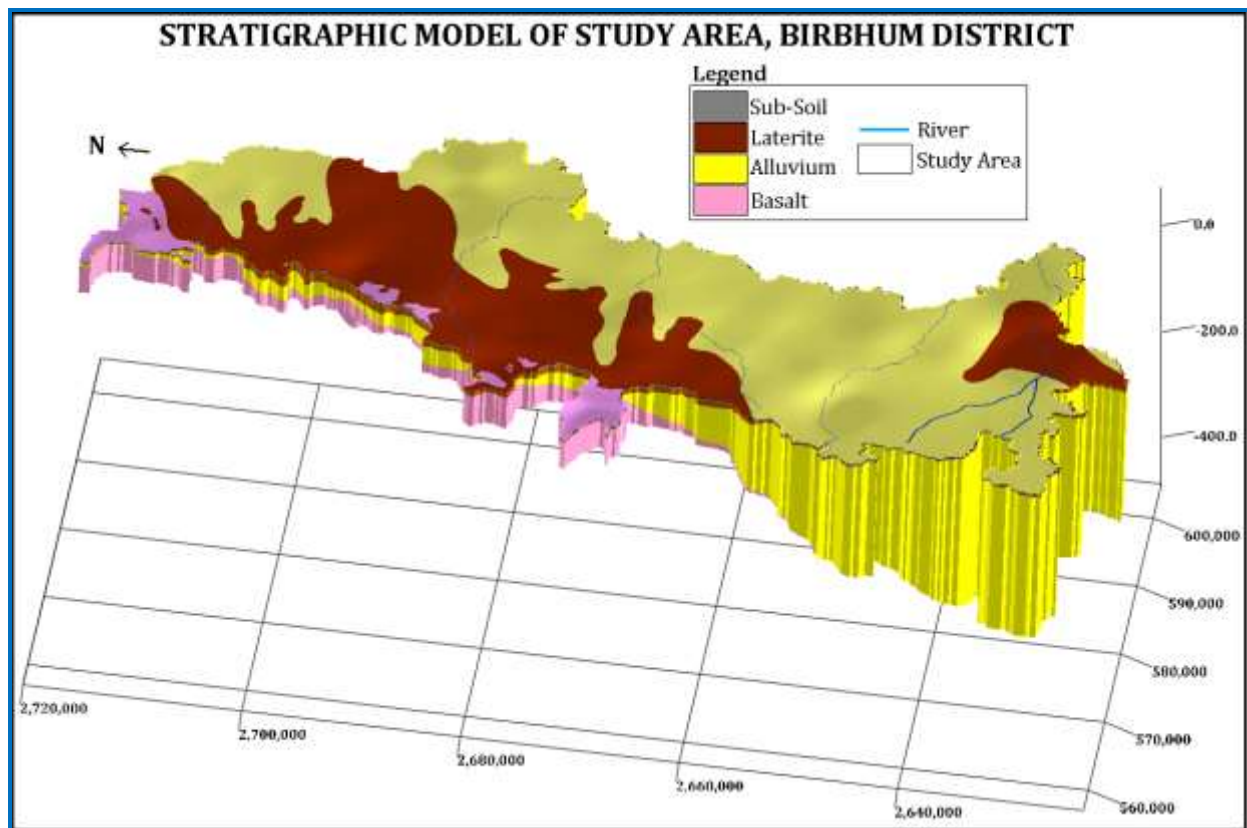 STRATIGRAPHIC MODEL OF STUDY AREA, BIRBHUM DISTRICT
Legend
Sub-Soil
Laterite
Alluvium
Basalt
River
Study Area
N
0.0
-200.0
-400.0
600,000
590,000
580,000
570,000
560,000
2,720,000
2,700,000
2,680,000
2,660,000
2,640,000